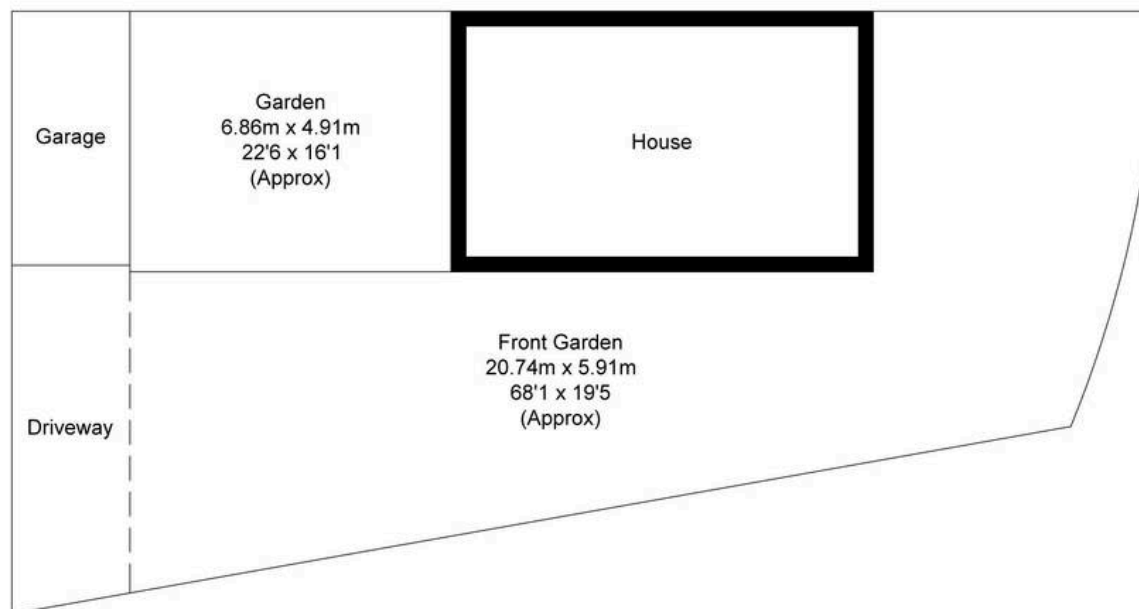 Garage
Garden
6.86m x 4.91m
22'6 x 16'1
(Approx)
House
Front Garden
20.74m x 5.91m
68'1 x 19'5
(Approx)
Driveway